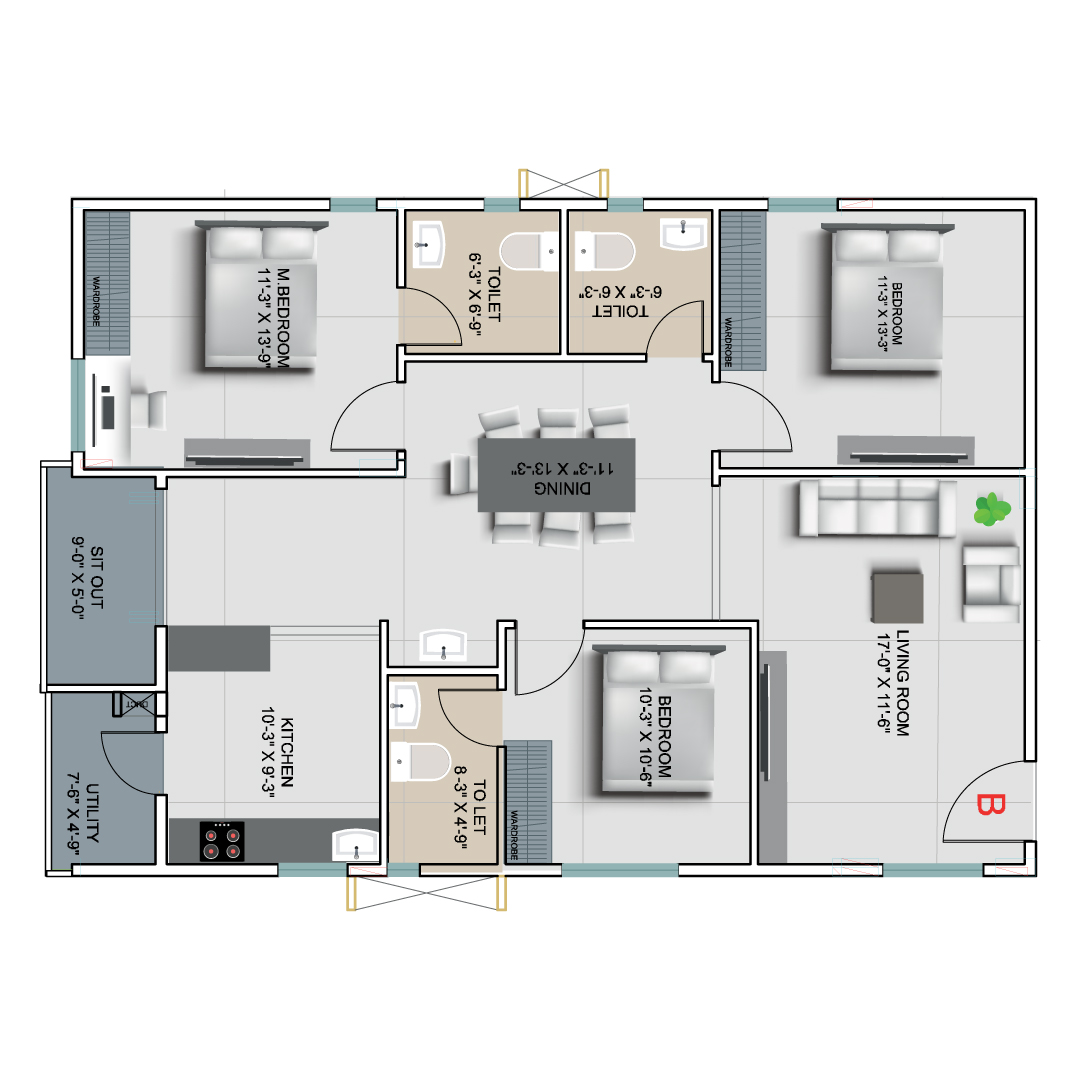 WARDROBE
M.BEDROOM
11'-3" X 13'-9"
TOILET
6'-3" X 6'-9"
TOILET
6'-3" X 6'-3"
WARDROBE
BEDROOM
11'-3" X 13'-3"
DINING
11'-3" X 13'-3"
SIT OUT
9'-0" X 5'-0"
LIVING ROOM
17'-0" X 11'-6"
BEDROOM
10'-3" X 10'-6"
DUCT
KITCHEN
10'-3" X 9'-3"
UTILITY
7'-6" X 4'-9"
TO LET
8-3" X 4'-9"
WARDROBE
B